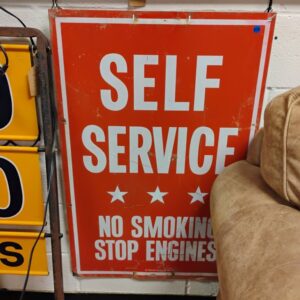 SELF
SERVICE
★ ★ ★
NO SMOKING
STOP ENGINES